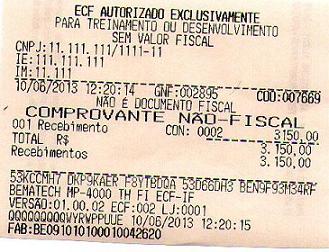 ECF AUTORIZADO EXCLUSIVAMENTE
PARA TREINAMENTO OU DESENVOLVIMENTO
SEM VALOR FISCAL
CNPJ:11.111.111/1111-11
IE:111.111.111
IM:11.111
10/06/2013 12:20:14 GNF:002895 COO:007669
NÃO É DOCUMENTO FISCAL
COMPROVANTE NÃO-FISCAL
001 Recebimento CON: 0002 3150,00
TOTAL R$ 3.150,00
Recebimentos 3.150,00
BEMATECH MP-4000 TH FI ECF-IF
VERSÃO:01.00.02 ECF:002 LJ:0001
QQQQQQQQQWYRWPPUUE 10/06/2013 12:20:15
FAB:BE091010100010042620